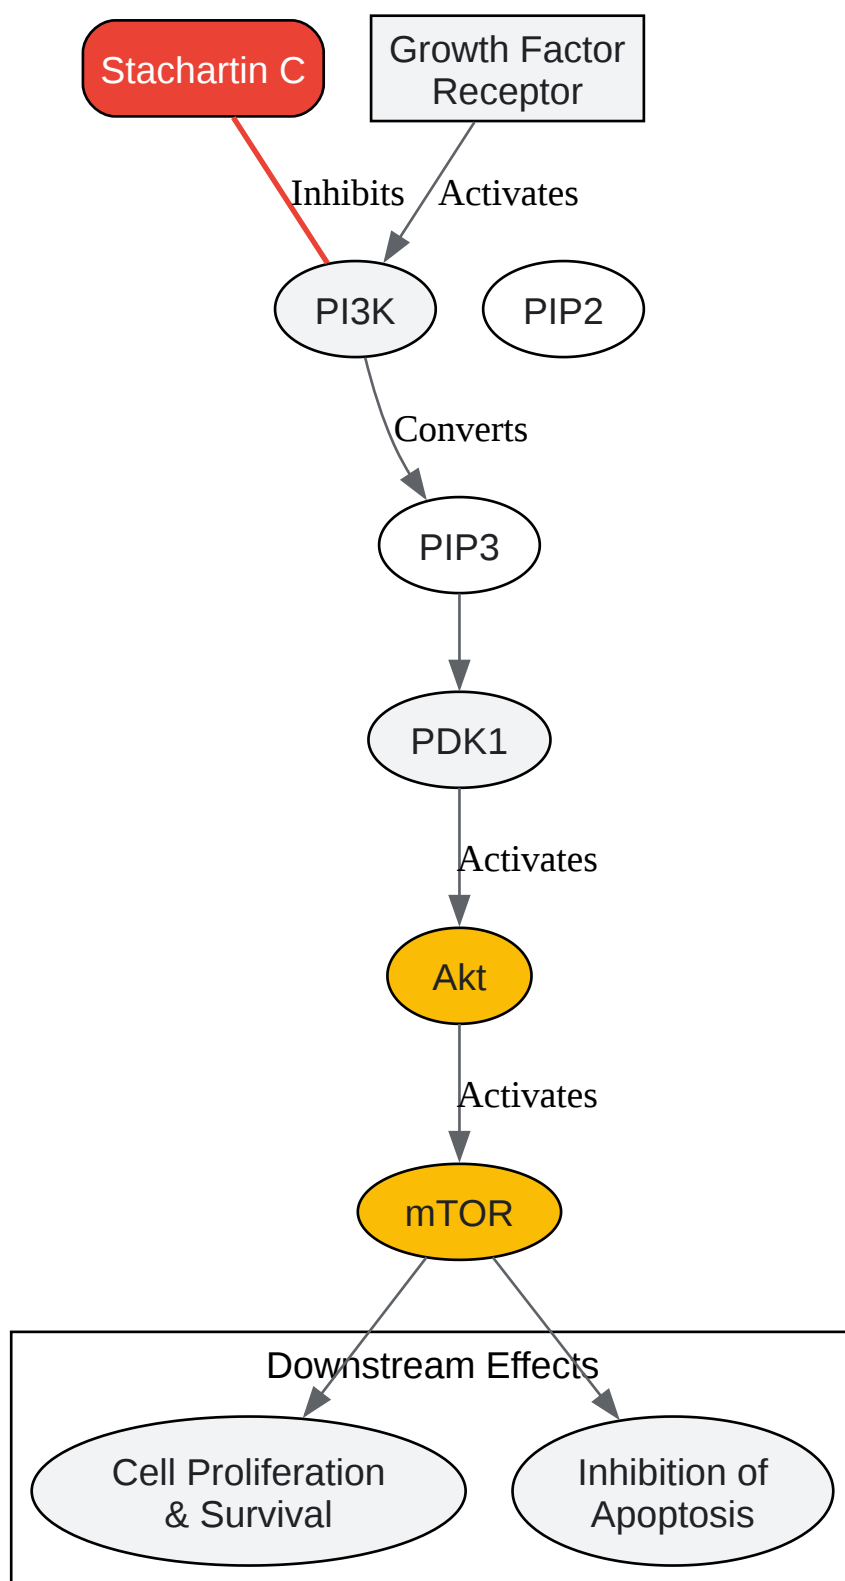 Stachartin C
Growth Factor
Receptor
Inhibits
Activates
PI3K
PIP2
Converts
PIP3
PDK1
Activates
Akt
Activates
mTOR
Downstream Effects
Cell Proliferation
& Survival
Inhibition of
Apoptosis